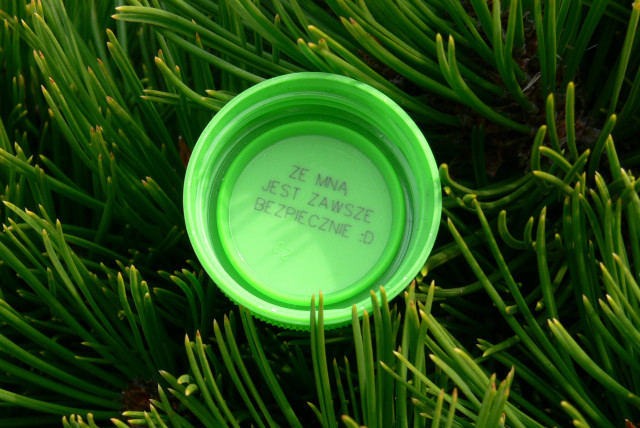 ZE MNĄ
JEST ZAWSZE
BEZPIECZNIE :D